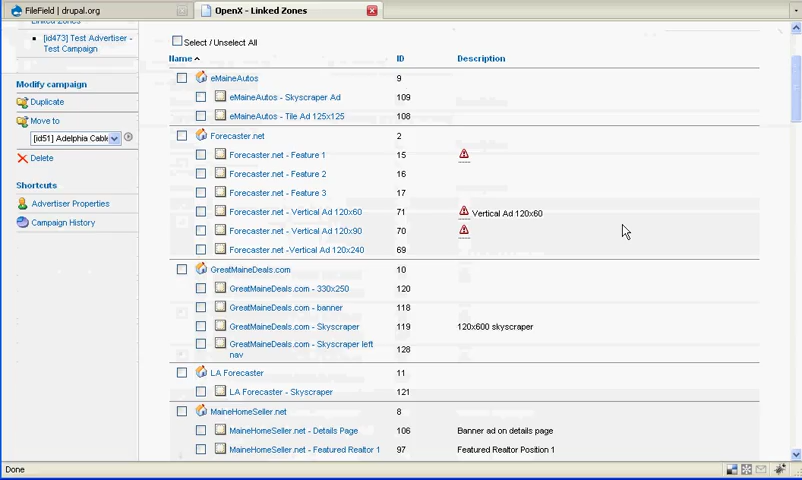 FileField | drupal.org
OpenX - Linked Zones
Linked Zones
[id473] Test Advertiser -
Test Campaign
Modify campaign
Duplicate
Move to
[id51] Adelphia Cabl
Delete
Shortcuts
Advertiser Properties
Campaign History
Select / Unselect All
Name ID Description
eMaineAutos 9
eMaineAutos - Skyscraper Ad 109
eMaineAutos - Tile Ad 125x125 108
Forecaster.net 2
Forecaster.net - Feature 1 15
Forecaster.net - Feature 2 16
Forecaster.net - Feature 3 17
Forecaster.net - Vertical Ad 120x60 71 Vertical Ad 120x60
Forecaster.net - Vertical Ad 120x90 70
Forecaster.net -Vertical Ad 120x240 69
GreatMaineDeals.com 10
GreatMaineDeals.com - 330x250 120
GreatMaineDeals.com - banner 118
GreatMaineDeals.com - Skyscraper 119 120x600 skyscraper
GreatMaineDeals.com - Skyscraper left
nav 128
LA Forecaster 11
LA Forecaster - Skyscraper 121
MaineHomeSeller.net 8
MaineHomeSeller.net - Details Page 106 Banner ad on details page
MaineHomeSeller.net - Featured Realtor 1 97 Featured Realtor Position 1
Done